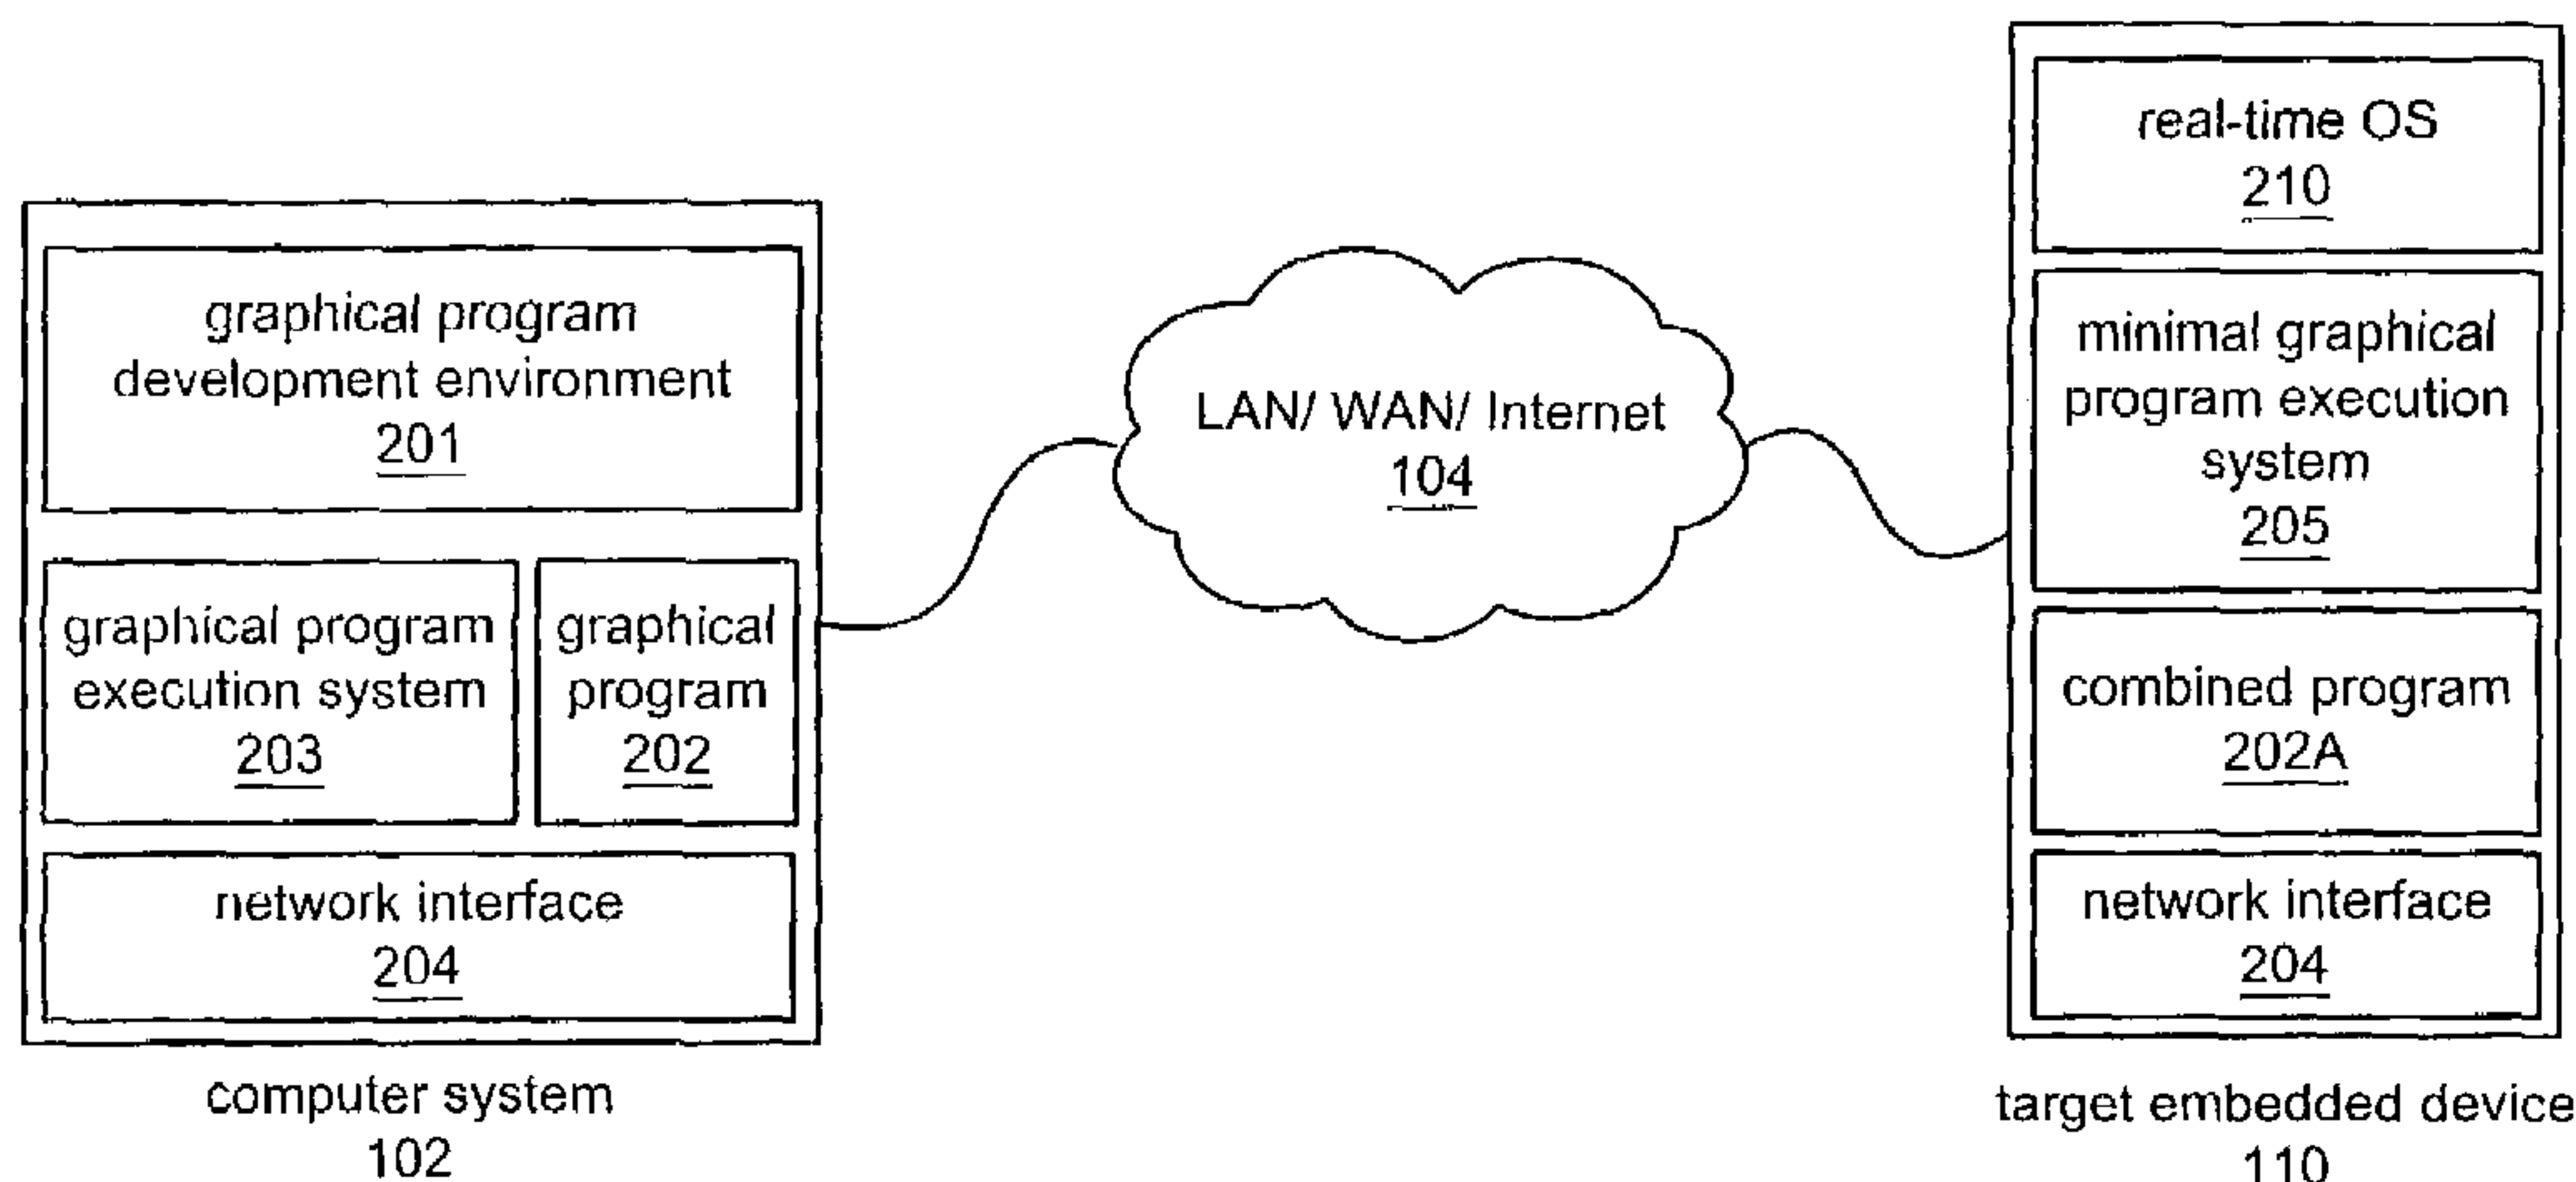 graphical program
development environment
201
graphical program
execution system
203
graphical
program
202
network interface
204
computer system
102
LAN/ WAN/ Internet
104
real-time OS
210
minimal graphical
program execution
system
205
combined program
202A
network interface
204
target embedded device
110